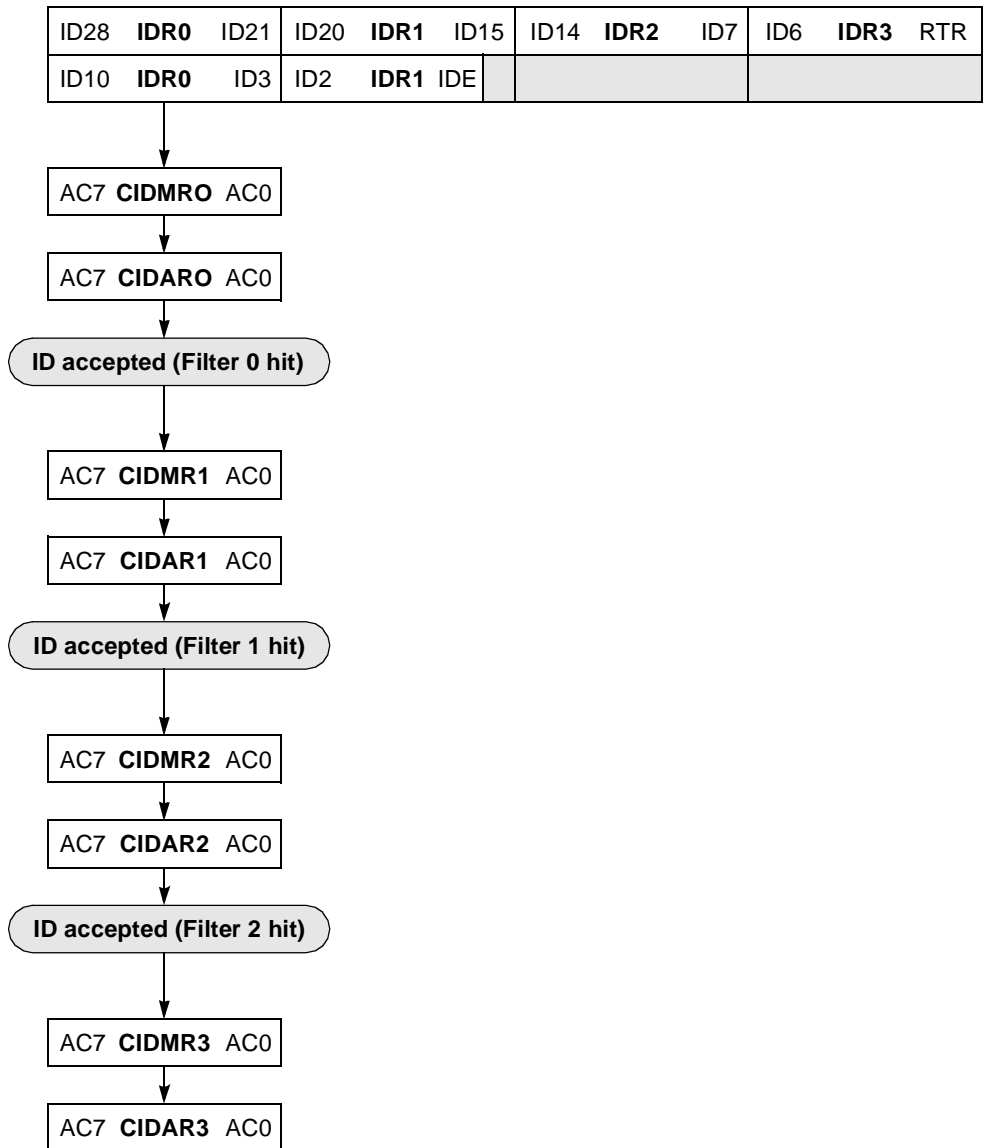 ID28 IDR0 ID21 ID20 IDR1 ID15 ID14 IDR2 ID7 ID6 IDR3 RTR
ID10 IDR0 ID3 ID2 IDR1 IDE
AC7 CIDMRO AC0
AC7 CIDARO AC0
ID accepted (Filter 0 hit)
AC7 CIDMR1 AC0
AC7 CIDAR1 AC0
ID accepted (Filter 1 hit)
AC7 CIDMR2 AC0
AC7 CIDAR2 AC0
ID accepted (Filter 2 hit)
AC7 CIDMR3 AC0
AC7 CIDAR3 AC0